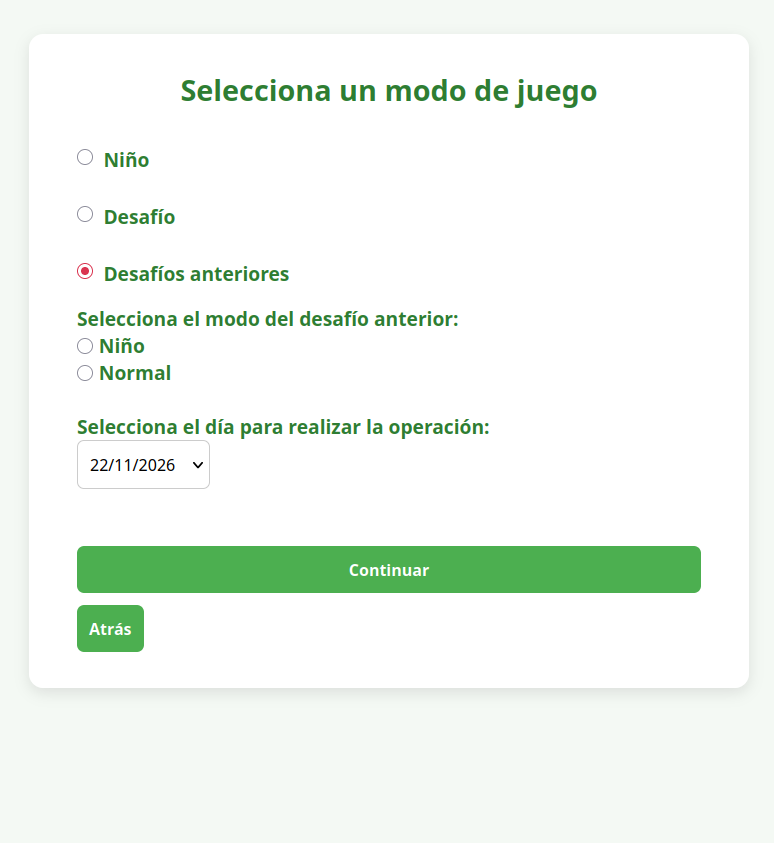 Selecciona un modo de juego
Niño
Desafío
Desafíos anteriores
Selecciona el modo del desafío anterior:
Niño
Normal
Selecciona el día para realizar la operación:
22/11/2026
Continuar
Atrás